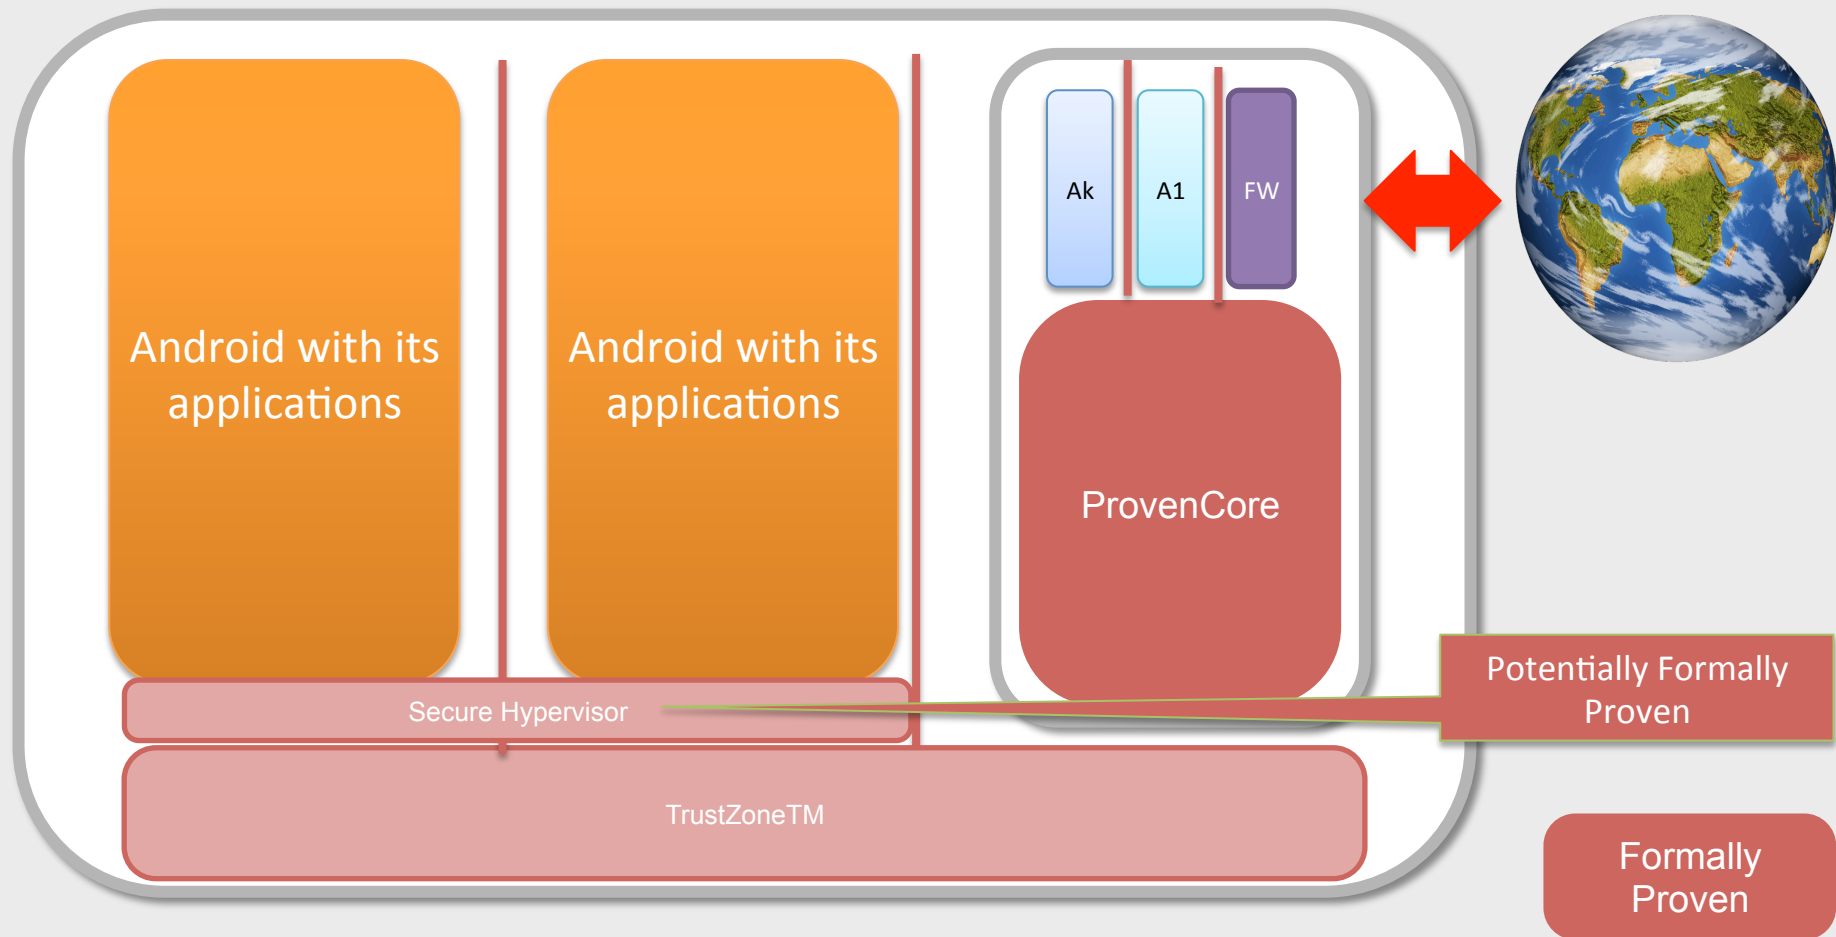 Ak
A1
FW
Android with its
applications
Android with its
applications
ProvenCore
Potentially Formally
Proven
Secure Hypervisor
TrustZoneTM
Formally
Proven